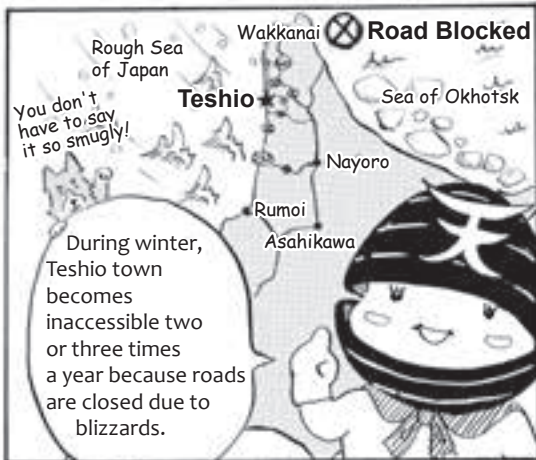 Wakkanai
Road Blocked
Rough Sea
of Japan
Teshio
Sea of Okhotsk
You don't
have to say
it so smugly!
Nayoro
Rumoi
Asahikawa
天
During winter,
Teshio town
becomes
inaccessible two
or three times
a year because roads
are closed due to
blizzards.